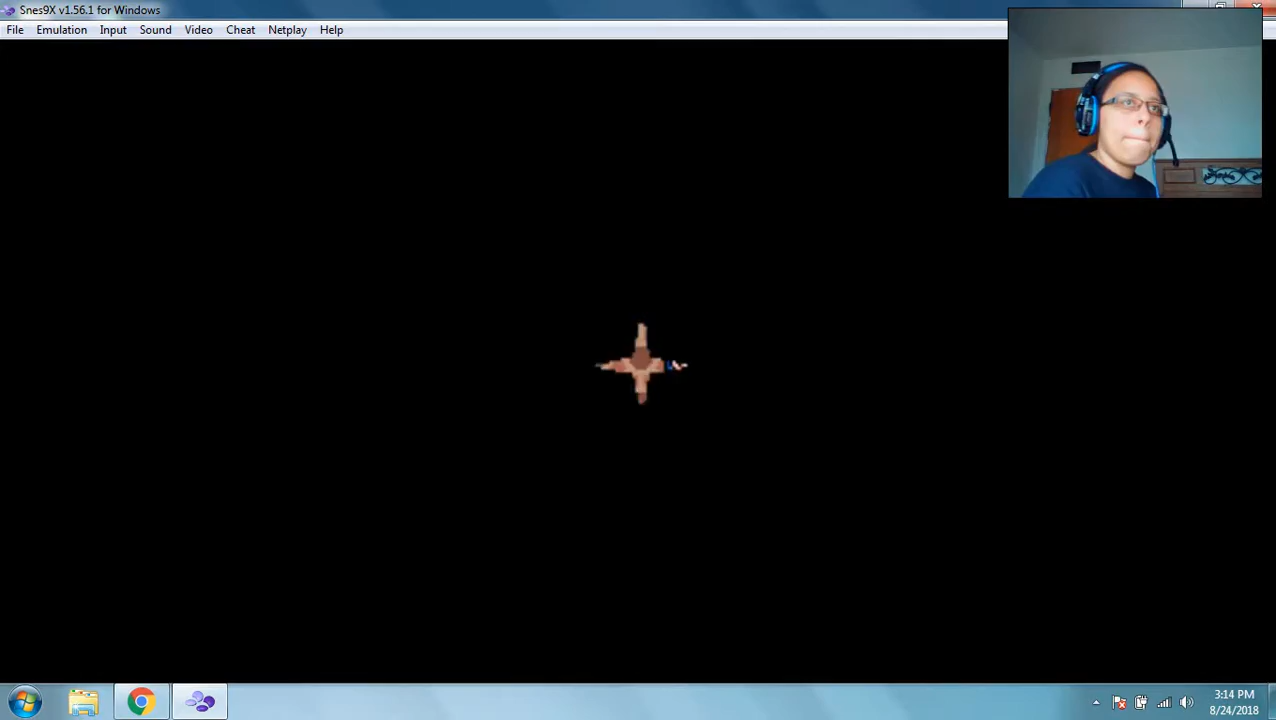 Snes9X v1.56.1 for Windows
File Emulation Input Sound Video Cheat Netplay Help
3:14 PM
8/24/2018